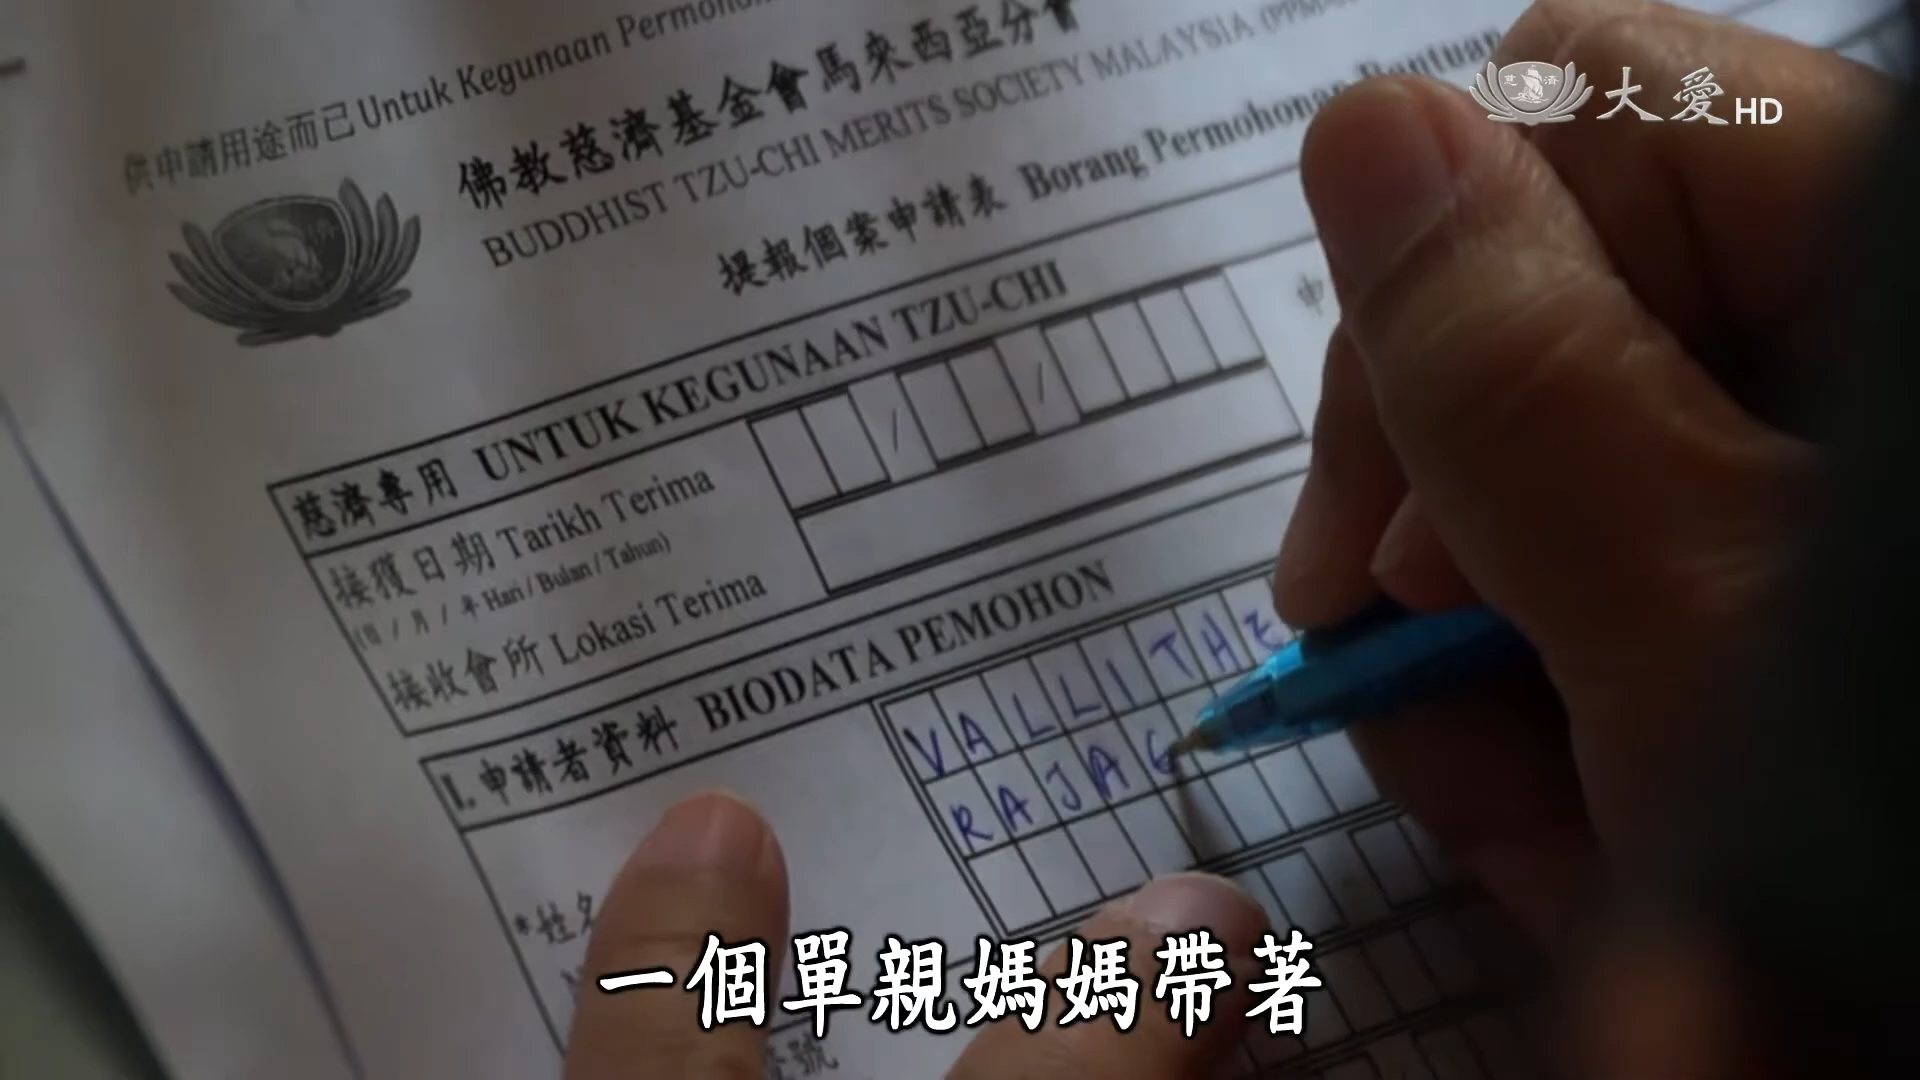 供申請用途而已 Untuk Kegunaan
佛教慈濟基金會馬來西亞分會
BUDDHIST TZU-CHI MERITS SOCIETY MALAYSIA
提報個案申請表 Borang Permohonan Bantuan
大愛HD
慈濟專用 UNTUK KEGUNAAN TZU-CHI
接獲日期 Tarikh Terima
(日 / 月 / 年 Hari / Bulan / Tahun)
接收會所 Lokasi Terima
I. 申請者資料 BIODATA PEMOHON
VALLITHE
RAJAG
*姓名
一個單親媽媽帶著